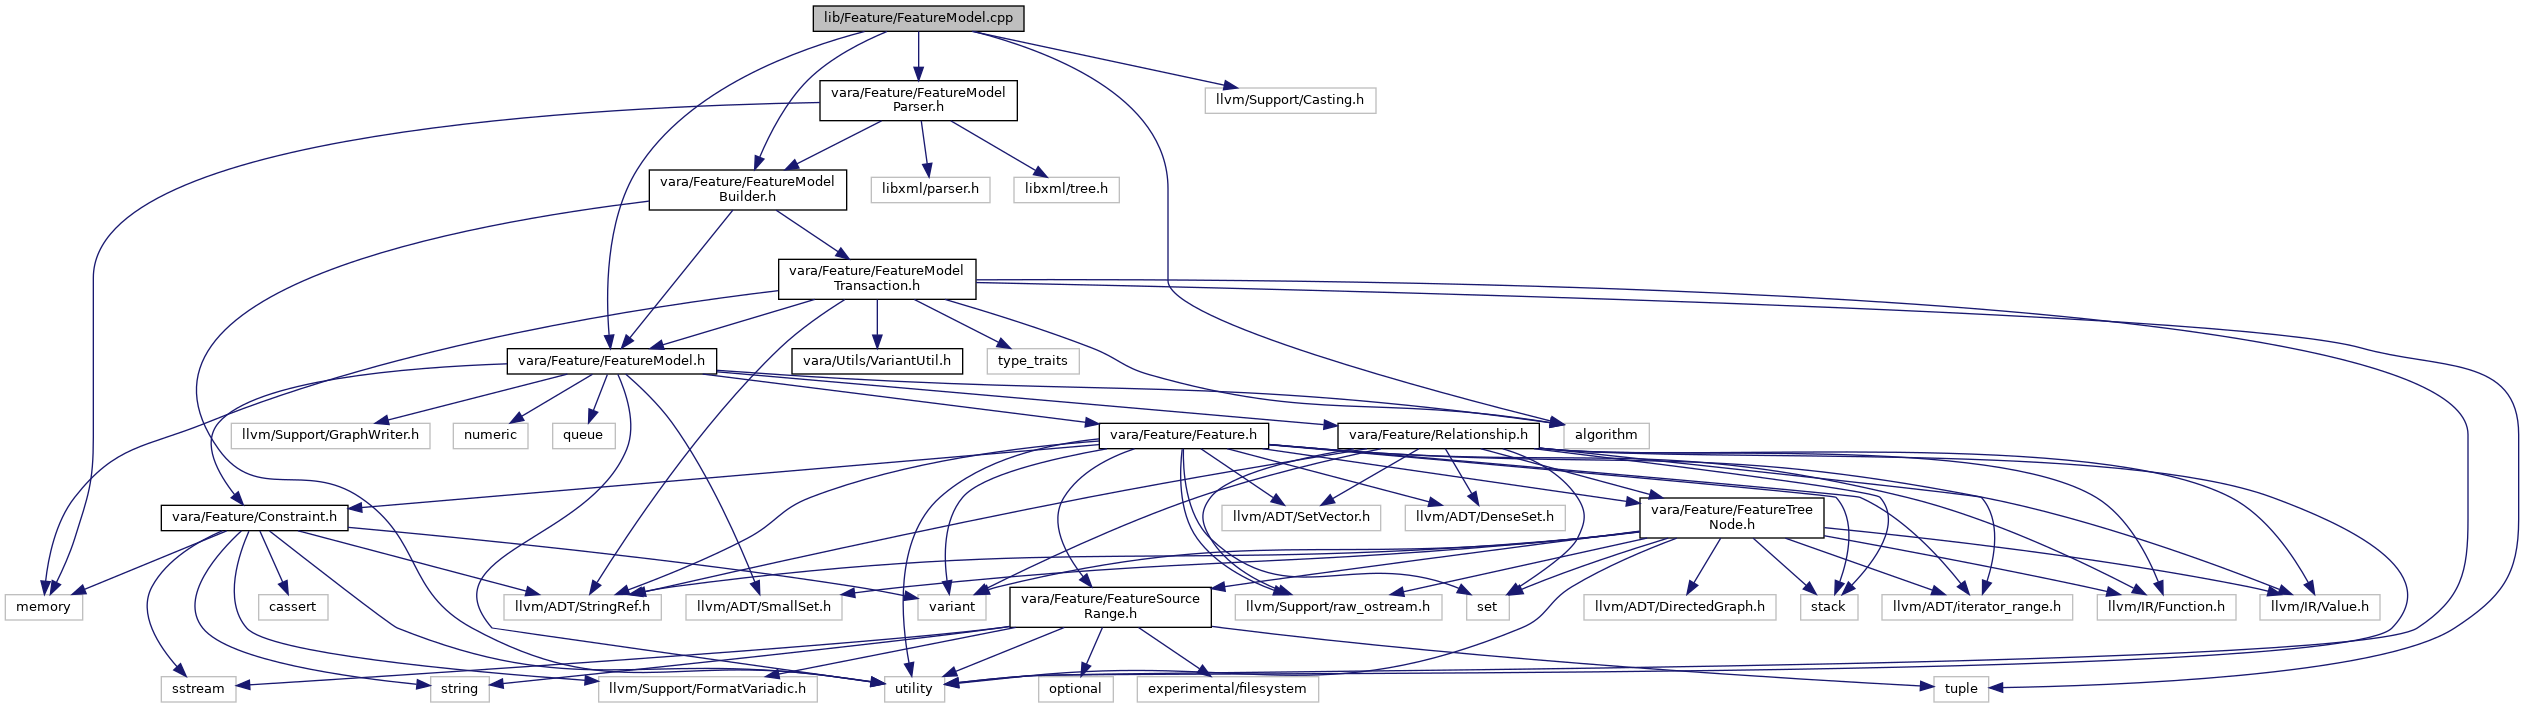 lib/Feature/FeatureModel.cpp
vara/Feature/FeatureModel
Parser.h
llvm/Support/Casting.h
vara/Feature/FeatureModel
Builder.h
libxml/parser.h
libxml/tree.h
vara/Feature/FeatureModel
Transaction.h
vara/Feature/FeatureModel.h
vara/Utils/VariantUtil.h
type_traits
llvm/Support/GraphWriter.h
numeric
queue
vara/Feature/Feature.h
vara/Feature/Relationship.h
algorithm
vara/Feature/Constraint.h
llvm/ADT/SetVector.h
llvm/ADT/DenseSet.h
vara/Feature/FeatureTree
Node.h
memory
cassert
llvm/ADT/StringRef.h
llvm/ADT/SmallSet.h
variant
vara/Feature/FeatureSource
Range.h
llvm/Support/raw_ostream.h
set
llvm/ADT/DirectedGraph.h
stack
llvm/ADT/iterator_range.h
llvm/IR/Function.h
llvm/IR/Value.h
sstream
string
llvm/Support/FormatVariadic.h
utility
optional
experimental/filesystem
tuple